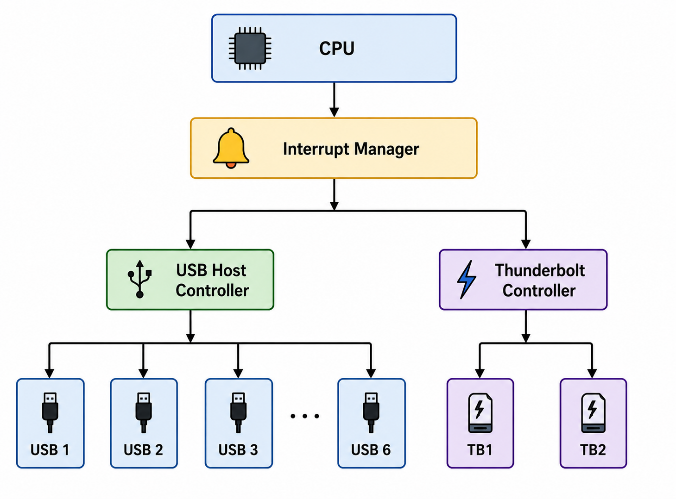 CPU
Interrupt Manager
USB Host
Controller
Thunderbolt
Controller
USB 1
USB 2
USB 3
...
USB 6
TB1
TB2